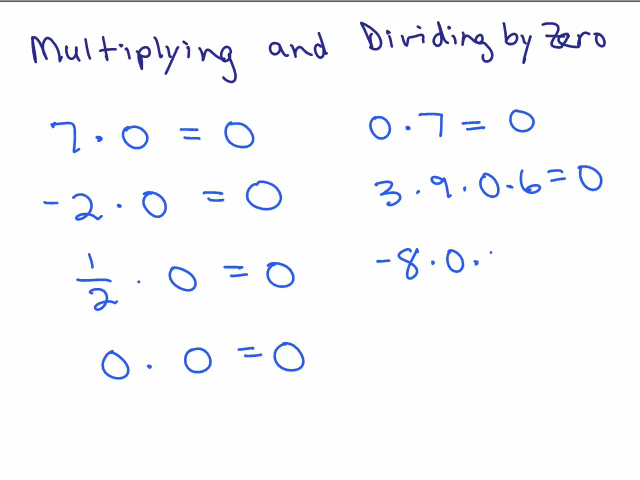 Multiplying and Dividing by Zero
7 · 0 = 0
-2 · 0 = 0
1/2 · 0 = 0
0 · 0 = 0
0 · 7 = 0
3 · 9 · 0 · 6 = 0
-8 · 0 ·